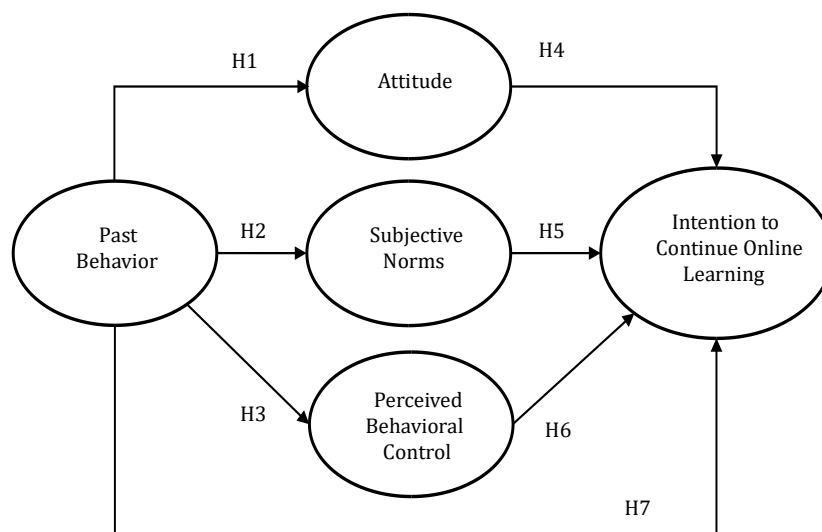 H1
H4
Attitude
Past
Behavior
H2
Subjective
Norms
H5
Intention to
Continue Online
Learning
H3
Perceived
Behavioral
Control
H6
H7